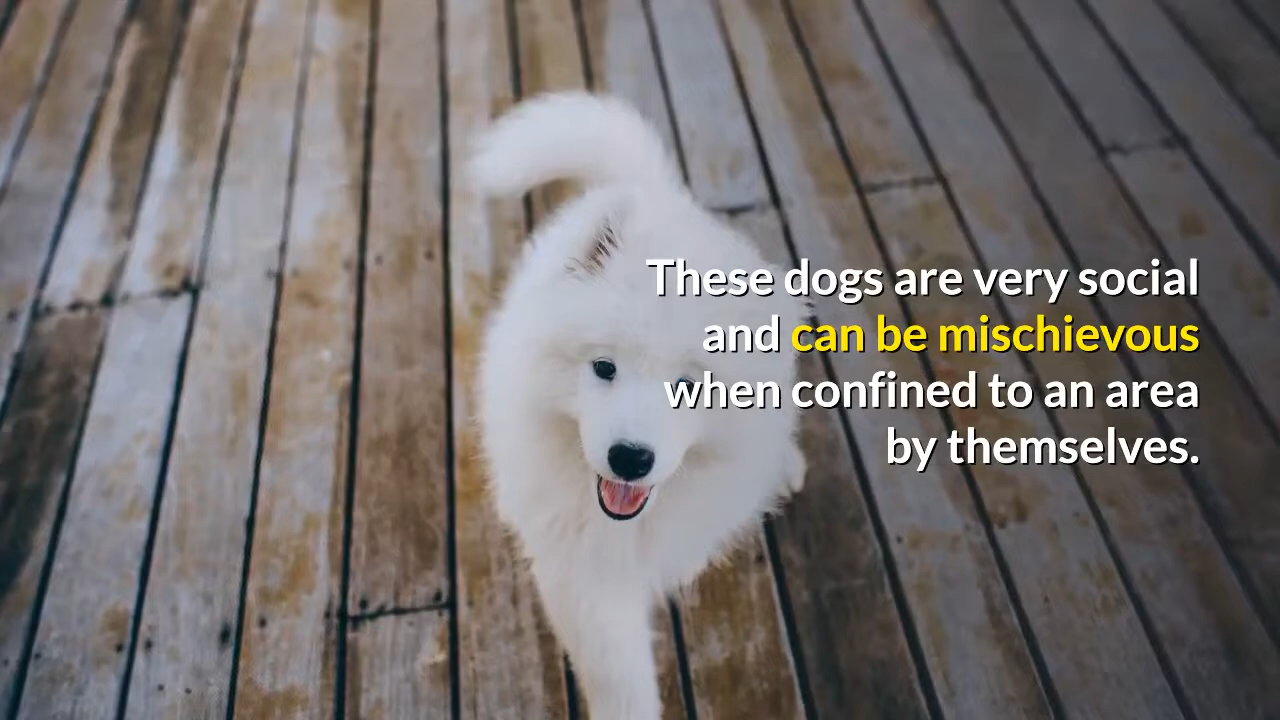 These dogs are very social
and can be mischievous
when confined to an area
by themselves.